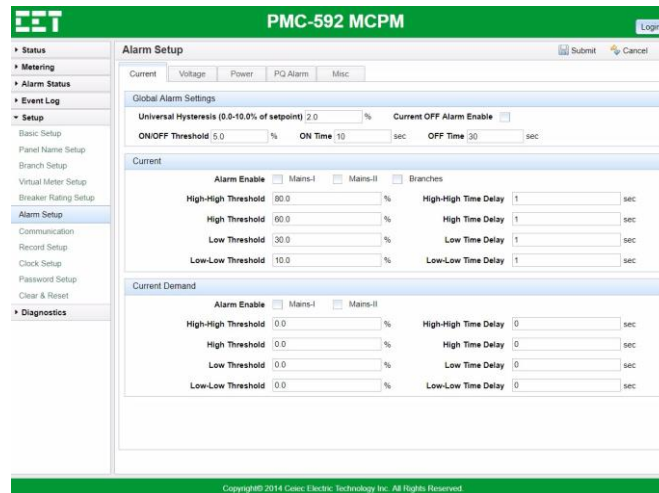 CET PMC-592 MCPM Login
Status
Metering
Alarm Status
Event Log
Setup
Basic Setup
Panel Name Setup
Branch Setup
Virtual Meter Setup
Breaker Rating Setup
Alarm Setup
Communication
Record Setup
Clock Setup
Password Setup
Clear & Reset
Diagnostics
Alarm Setup Submit Cancel
Current Voltage Power PQ Alarm Misc
Global Alarm Settings
Universal Hysteresis (0.0-10.0% of setpoint) 2.0 % Current OFF Alarm Enable
ON/OFF Threshold 5.0 % ON Time 10 sec OFF Time 30 sec
Current
Alarm Enable Mains-I Mains-II Branches
High-High Threshold 80.0 % High-High Time Delay 1 sec
High Threshold 60.0 % High Time Delay 1 sec
Low Threshold 30.0 % Low Time Delay 1 sec
Low-Low Threshold 10.0 % Low-Low Time Delay 1 sec
Current Demand
Alarm Enable Mains-I Mains-II
High-High Threshold 0.0 % High-High Time Delay 0 sec
High Threshold 0.0 % High Time Delay 0 sec
Low Threshold 0.0 % Low Time Delay 0 sec
Low-Low Threshold 0.0 % Low-Low Time Delay 0 sec
Copyright© 2014 Ceiec Electric Technology Inc. All Rights Reserved.